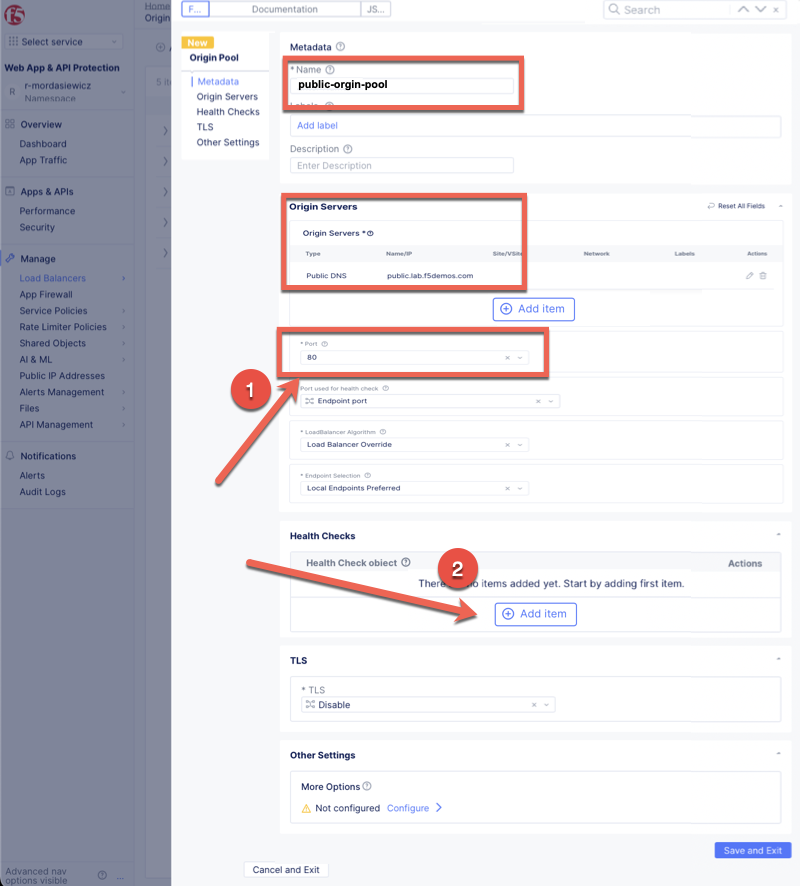 F...
Documentation
JS...
Search
Home
Origin
Select service
New
Origin Pool
Metadata
Origin Servers
Health Checks
TLS
Other Settings
Web App & API Protection
r-mordasiewicz
Namespace
R
Overview
Dashboard
App Traffic
Apps & APIs
Performance
Security
Manage
Load Balancers
App Firewall
Service Policies
Rate Limiter Policies
Shared Objects
AI & ML
Public IP Addresses
Alerts Management
Files
API Management
Notifications
Alerts
Audit Logs
Advanced nav
options visible
...
Metadata
* Name
public-orgin-pool
Labels
Add label
Description
Enter Description
Origin Servers
Reset All Fields
Origin Servers *
Type Name/IP Site/VSite Network Labels Actions
Public DNS public.lab.f5demos.com
Add item
* Port
80
1
Port used for health check
Endpoint port
* LoadBalancer Algorithm
Load Balancer Override
* Endpoint Selection
Local Endpoints Preferred
Health Checks
Health Check object Actions
2
There no items added yet. Start by adding first item.
Add item
TLS
* TLS
Disable
Other Settings
More Options
Not configured Configure
Save and Exit
Cancel and Exit